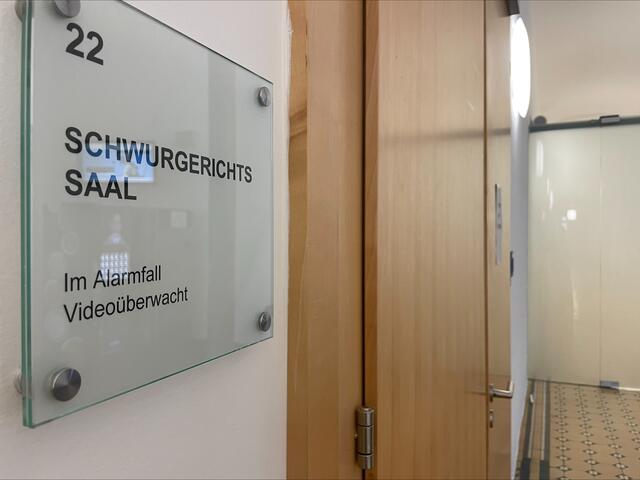 22
SCHWURGERICHTS
SAAL
Im Alarmfall
Videoüberwacht